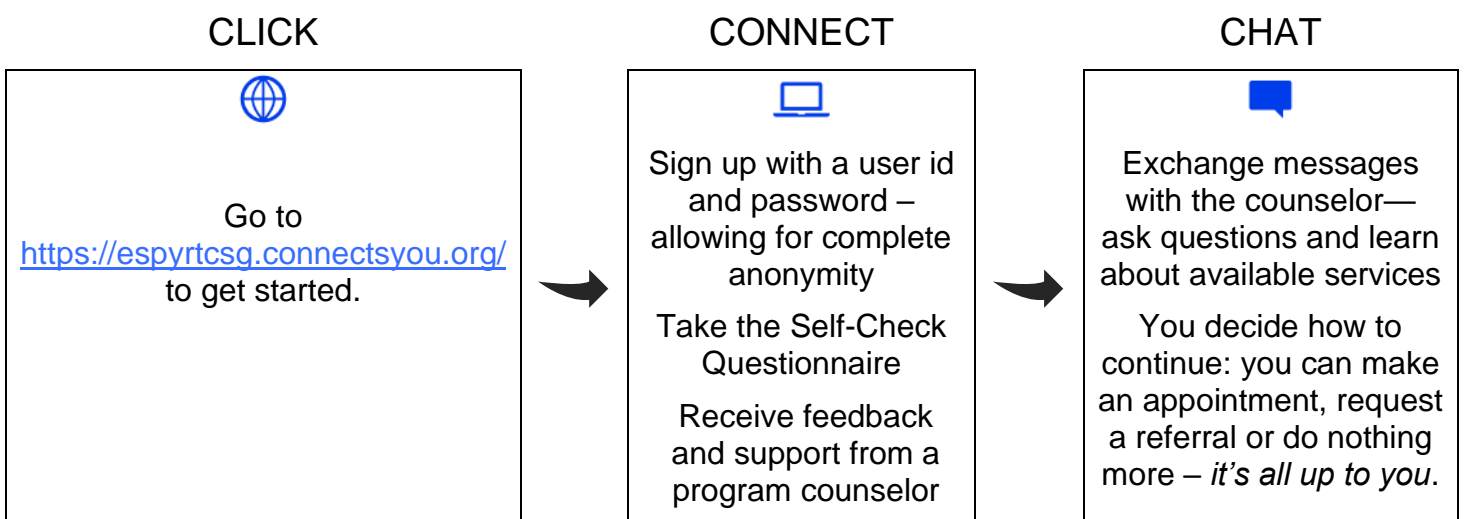 CLICK
Go to
https://espyrtcsg.connectsyou.org/
to get started.
CONNECT
Sign up with a user id
and password –
allowing for complete
anonymity
Take the Self-Check
Questionnaire
Receive feedback
and support from a
program counselor
CHAT
Exchange messages
with the counselor—
ask questions and learn
about available services
You decide how to
continue: you can make
an appointment, request
a referral or do nothing
more – it’s all up to you.